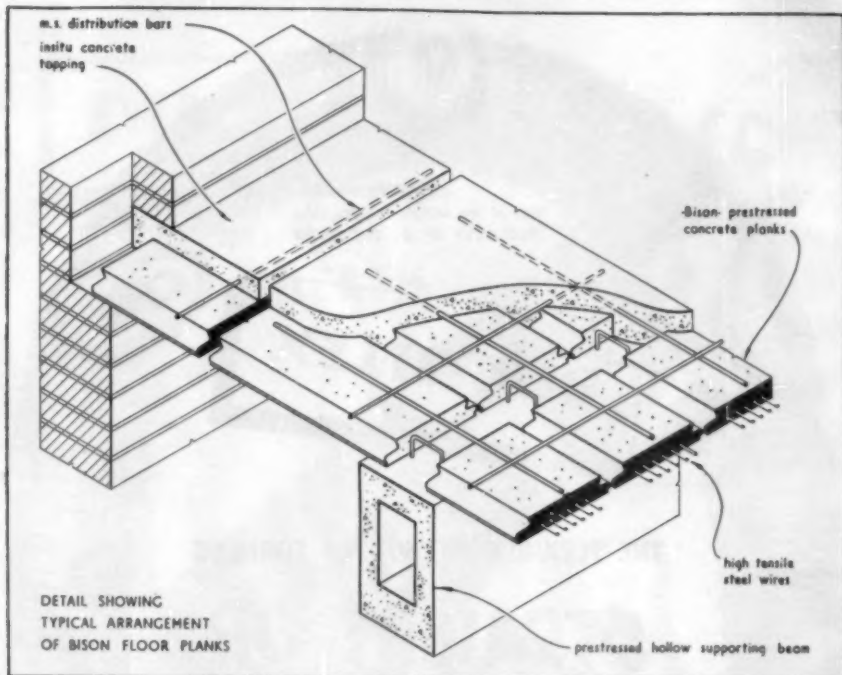 m.s. distribution bars
insitu concrete
topping
-Bison- prestressed
concrete planks
high tensile
steel wires
prestressed hollow supporting beam
DETAIL SHOWING
TYPICAL ARRANGEMENT
OF BISON FLOOR PLANKS